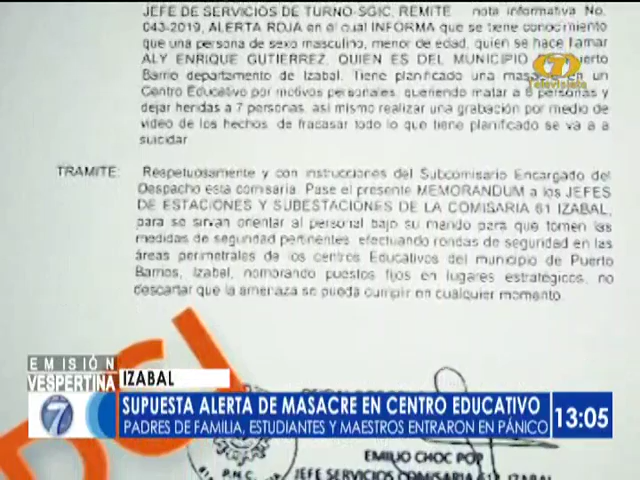 JEFE DE SERVICIOS DE TURNO SGIC, REMITE nota informativa No.
043-2019, ALERTA ROJA en el cual INFORMA que se tiene conocimiento
que una persona de sexo masculino, menor de edad, quien se hace llamar
ALY ENRIQUE GUTIERREZ, QUIEN ES DEL MUNICIPIO Puerto
Barrio departamento de Izabal. Tiene planificado una masacre en un
Centro Educativo por motivos personales, queriendo matar a 6 personas y
dejar heridas a 7 personas, así mismo realizar una grabación por medio de
video de los hechos, de fracasar todo lo que tiene planificado se va a a
suicidar
7
Televisiete
TRAMITE: Respetuosamente y con instrucciones del Subcomisario Encargado del
Despacho esta comisaria. Pase el presente MEMORANDUM a los JEFES
DE ESTACIONES Y SUBESTACIONES DE LA COMISARIA 61 IZABAL,
para se sirvan orientar al personal bajo su mando para que tomen las
medidas de seguridad pertinentes, efectuando rondas de seguridad en las
áreas perimetrales de los centros Educativos del municipio de Puerto
Barrios, Izabal, nombrando puestos fijos en lugares estratégicos, no
descartar que la amenaza se pueda cumplir en cualquier momento.
EMISIÓN
VESPERTINA
IZABAL
7
SUPUESTA ALERTA DE MASACRE EN CENTRO EDUCATIVO
PADRES DE FAMILIA, ESTUDIANTES Y MAESTROS ENTRARON EN PÁNICO
13:05
EMILIO CHOC POP
P.N.C.
JEFE SERVICIOS COMISARIA 61 IZABAL